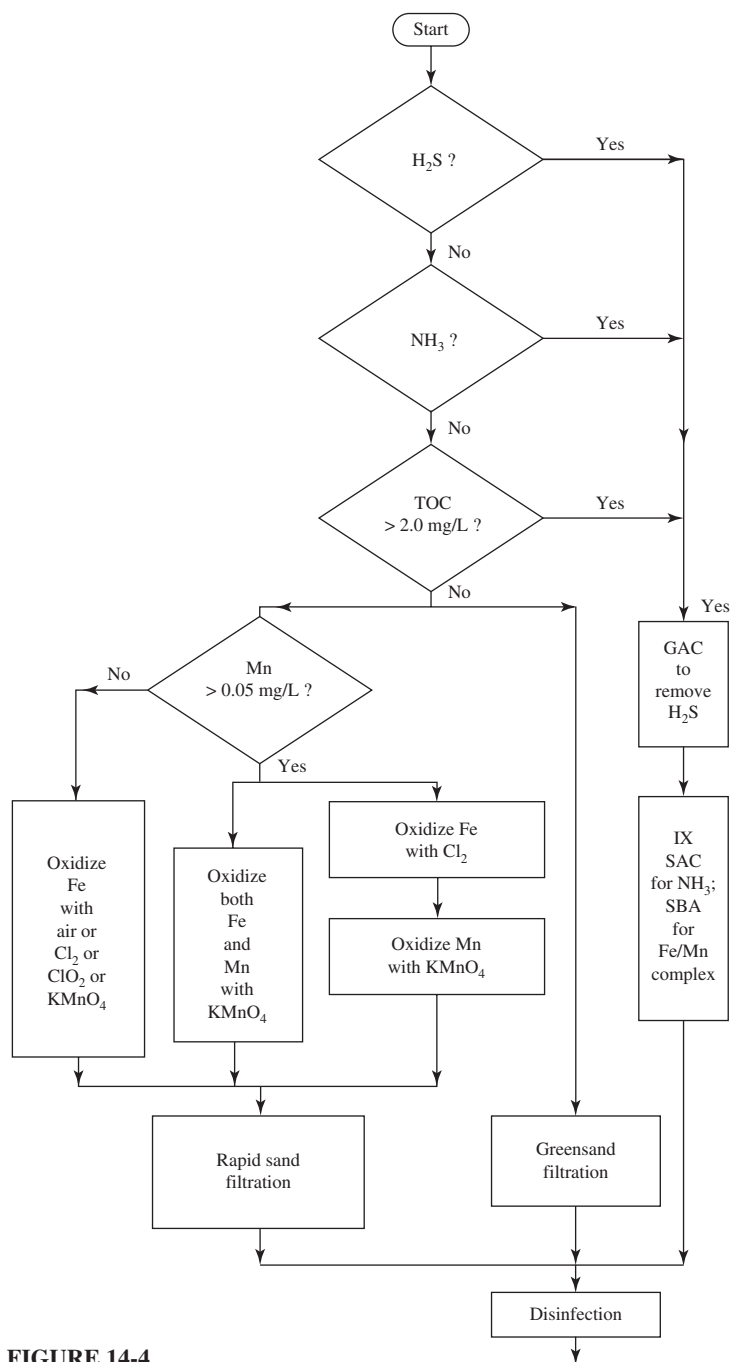 Start
H₂S ?
Yes
No
NH₃ ?
Yes
No
TOC
> 2.0 mg/L ?
Yes
No
Mn
> 0.05 mg/L ?
No
Yes
Yes
GAC
to
remove
H₂S
Oxidize
Fe
with
air or
Cl₂ or
ClO₂ or
KMnO₄
Oxidize
both
Fe
and
Mn
with
KMnO₄
Oxidize Fe
with Cl₂
Oxidize Mn
with KMnO₄
IX
SAC
for NH₃;
SBA
for
Fe/Mn
complex
Rapid sand
filtration
Greensand
filtration
Disinfection
FIGURE 14-4